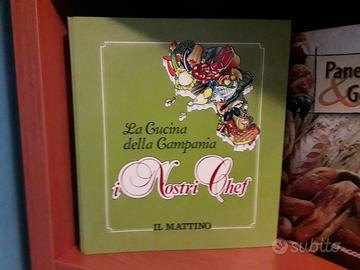 La Cucina
della Campania
i Nostri Chef
IL MATTINO
Pane
&
subito